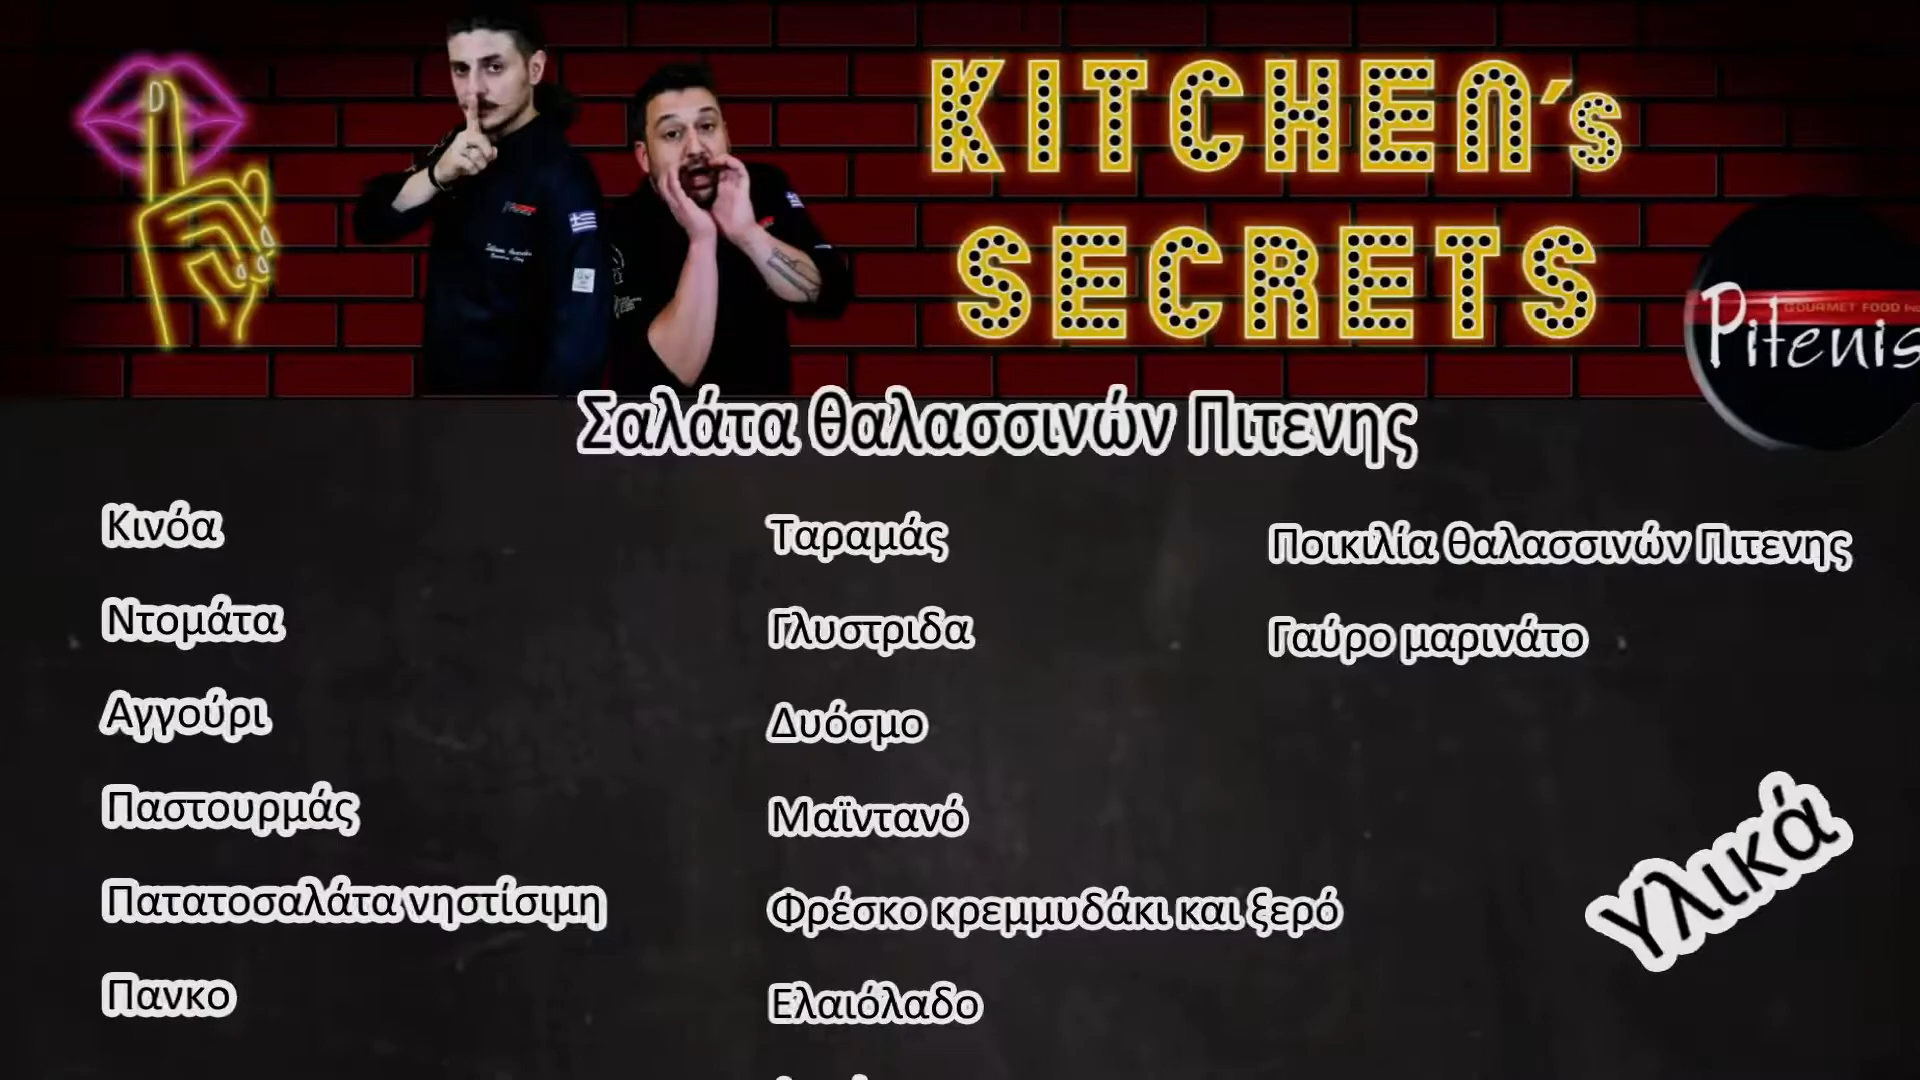 KITCHEN's
SECRETS
GOURMET FOOD
Pitenis
Σαλάτα θαλασσινών Πιτενης
Κινόα
Ντομάτα
Αγγούρι
Παστουρμάς
Πατατοσαλάτα νηστίσιμη
Πανκο
Ταραμάς
Γλυστριδα
Δυόσμο
Μαϊντανό
Φρέσκο κρεμμυδάκι και ξερό
Ελαιόλαδο
Ποικιλία θαλασσινών Πιτενης
Γαύρο μαρινάτο
Υλικά